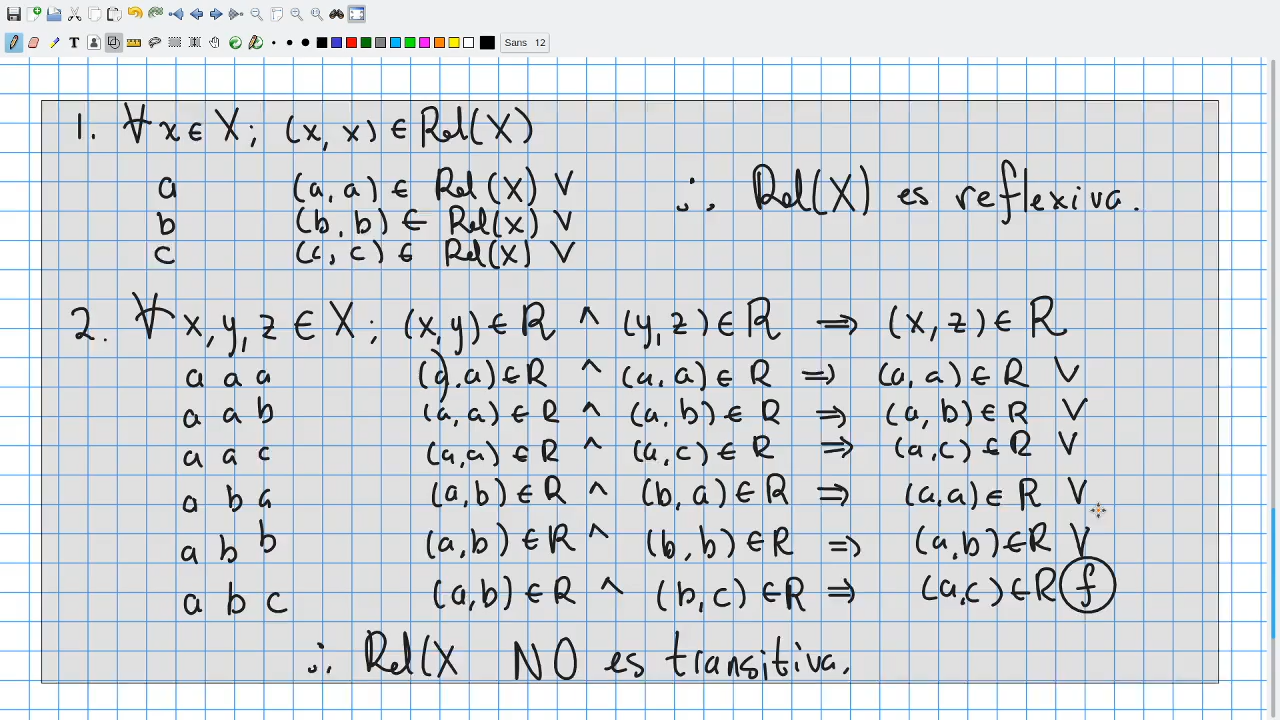 Sans 12
1. ∀ x ∈ X; (x, x) ∈ Rel(X)
a (a, a) ∈ Rel(X) V
b (b, b) ∈ Rel(X) V
c (c, c) ∈ Rel(X) V
∴ Rel(X) es reflexiva.
2. ∀ x, y, z ∈ X; (x, y) ∈ R ∧ (y, z) ∈ R ⟹ (x, z) ∈ R
a a a (a, a) ∈ R ∧ (a, a) ∈ R ⟹ (a, a) ∈ R V
a a b (a, a) ∈ R ∧ (a, b) ∈ R ⟹ (a, b) ∈ R V
a a c (a, a) ∈ R ∧ (a, c) ∈ R ⟹ (a, c) ∈ R V
a b a (a, b) ∈ R ∧ (b, a) ∈ R ⟹ (a, a) ∈ R V
a b b (a, b) ∈ R ∧ (b, b) ∈ R ⟹ (a, b) ∈ R V
a b c (a, b) ∈ R ∧ (b, c) ∈ R ⟹ (a, c) ∈ R f
∴ Rel(X NO es transitiva.